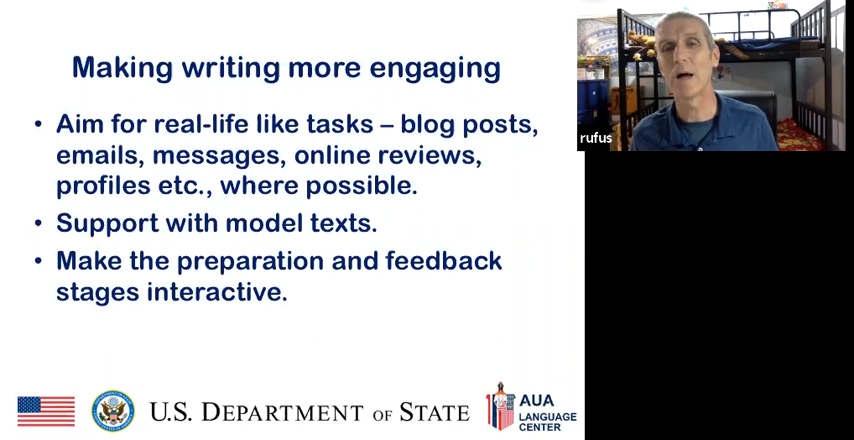 Making writing more engaging
• Aim for real-life like tasks – blog posts,
emails, messages, online reviews,
profiles etc., where possible.
• Support with model texts.
• Make the preparation and feedback
stages interactive.
U.S. DEPARTMENT OF STATE
AUA
LANGUAGE
CENTER
rufus